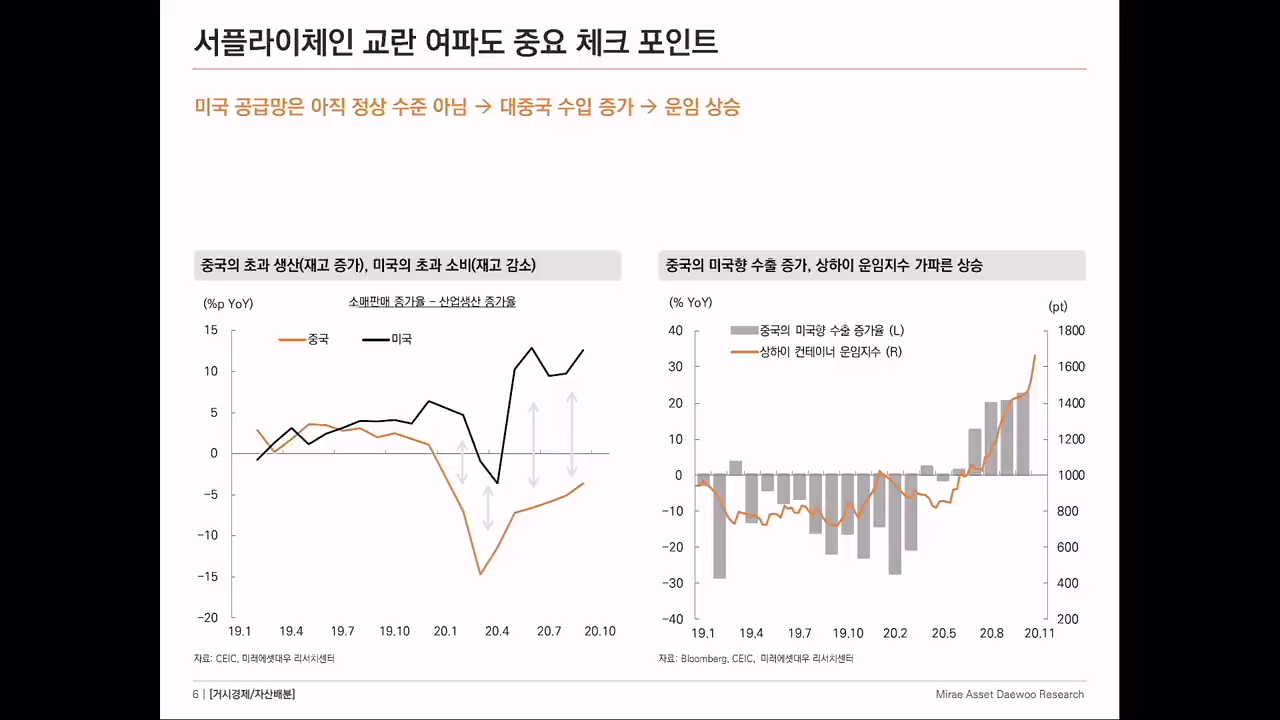 서플라이체인 교란 여파도 중요 체크 포인트
미국 공급망은 아직 정상 수준 아님 → 대중국 수입 증가 → 운임 상승
중국의 초과 생산(재고 증가), 미국의 초과 소비(재고 감소)
(%p YoY)
소매판매 증가율 - 산업생산 증가율
중국
미국
15
10
5
0
-5
-10
-15
-20
19.1 19.4 19.7 19.10 20.1 20.4 20.7 20.10
자료: CEIC, 미래에셋대우 리서치센터
중국의 미국향 수출 증가, 상하이 운임지수 가파른 상승
(% YoY)
(pt)
중국의 미국향 수출 증가율 (L)
상하이 컨테이너 운임지수 (R)
40
30
20
10
0
-10
-20
-30
-40
1800
1600
1400
1200
1000
800
600
400
200
19.1 19.4 19.7 19.10 20.2 20.5 20.8 20.11
자료: Bloomberg, CEIC, 미래에셋대우 리서치센터
6 | [거시경제/자산배분]
Mirae Asset Daewoo Research